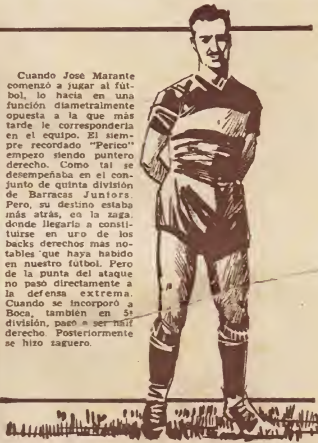 Cuando José Marante
comenzó a jugar al fút-
bol, lo hacía en una
función diametralmente
opuesta a la que más
tarde le correspondería
en el equipo. El siem-
pre recordado "Perico"
empezó siendo puntero
derecho. Como tal se
desempeñaba en el con-
junto de quinta división
de Barracas Juniors.
Pero, su destino estaba
más atrás, en la zaga,
donde llegaría a consti-
tuirse en uro de los
backs derechos más no-
tables que haya habido
en nuestro fútbol. Pero
de la punta del ataque
no pasó directamente a
la defensa extrema.
Cuando se incorporó a
Boca, también en 5ª
división, pasó a ser half
derecho. Posteriormente
se hizo zaguero.